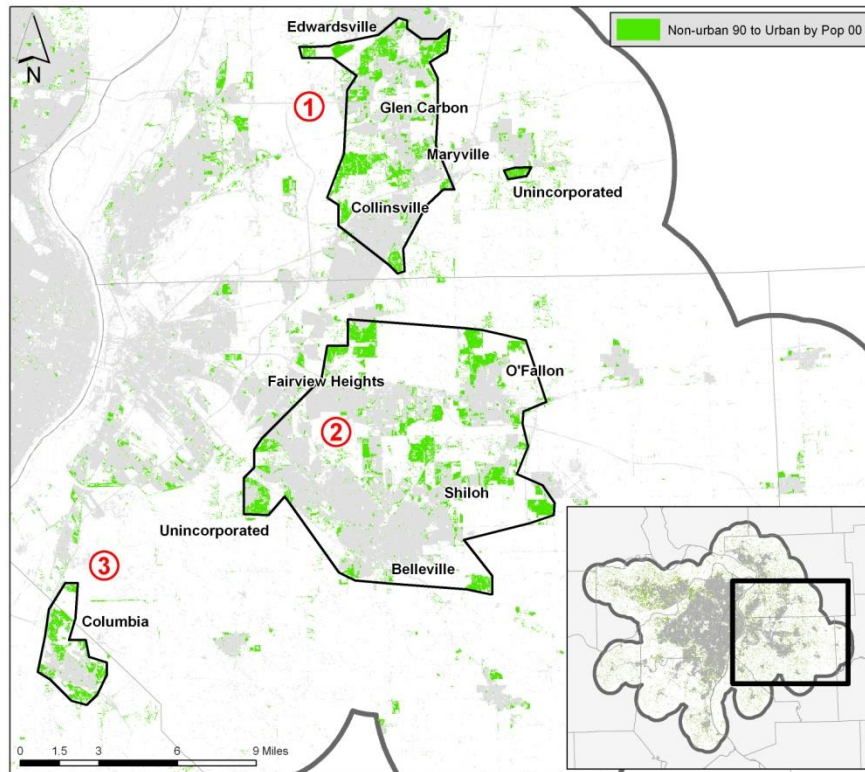 Edwardsville
Non-urban 90 to Urban by Pop 00
N
1
Glen Carbon
Maryville
Unincorporated
Collinsville
O'Fallon
Fairview Heights
2
Shiloh
Unincorporated
Belleville
3
Columbia
0 1.5 3 6 9 Miles